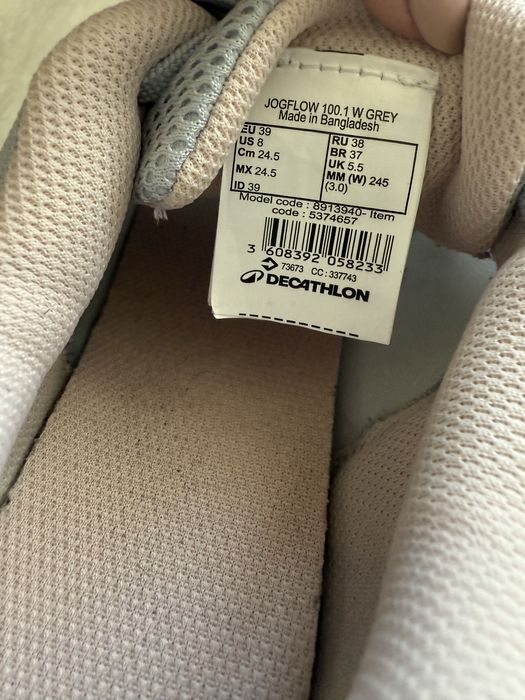 JOGFLOW 100.1 W GREY
Made in Bangladesh
EU 39
US 8
Cm 24.5
MX 24.5
ID 39
RU 38
BR 37
UK 5.5
MM (W) 245
(3.0)
Model code : 8913940- Item
code : 5374657
3 608392 058233
73673 CC : 337743
DECATHLON